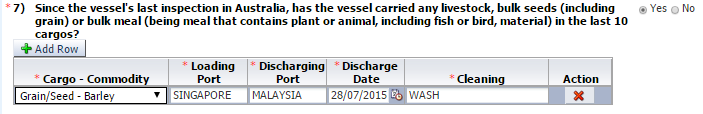 * 7) Since the vessel's last inspection in Australia, has the vessel carried any livestock, bulk seeds (including Yes No
grain) or bulk meal (being meal that contains plant or animal, including fish or bird, material) in the last 10
cargos?
Add Row
* Cargo - Commodity * Loading Port * Discharging Port * Discharge Date * Cleaning Action
Grain/Seed - Barley SINGAPORE MALAYSIA 28/07/2015 WASH